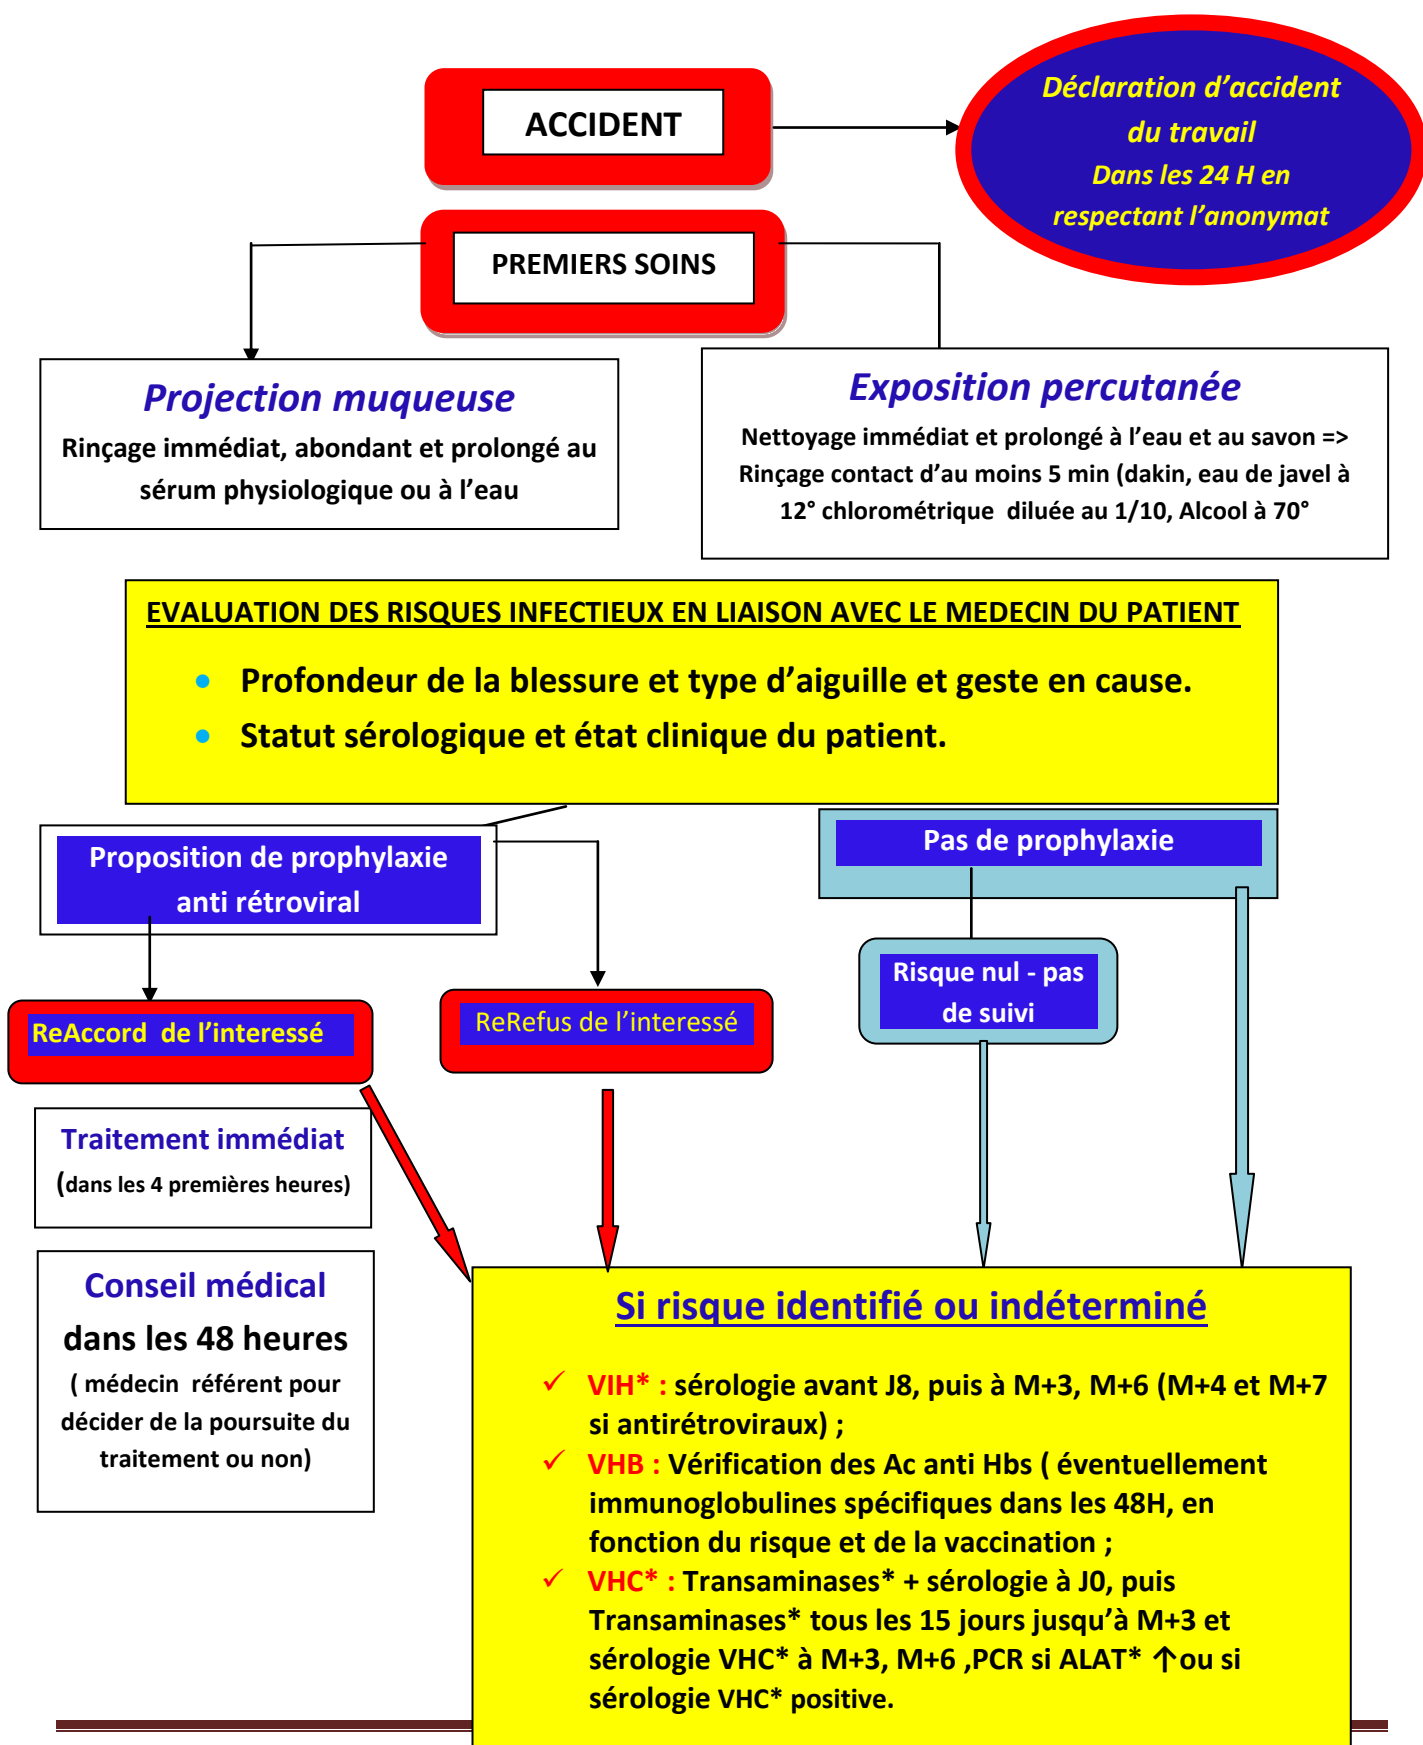 ACCIDENT
Déclaration d’accident
du travail
Dans les 24 H en
respectant l’anonymat
PREMIERS SOINS
Projection muqueuse
Rinçage immédiat, abondant et prolongé au
sérum physiologique ou à l’eau
Exposition percutanée
Nettoyage immédiat et prolongé à l’eau et au savon =>
Rinçage contact d’au moins 5 min (dakin, eau de javel à
12° chlorométrique diluée au 1/10, Alcool à 70°
EVALUATION DES RISQUES INFECTIEUX EN LIAISON AVEC LE MEDECIN DU PATIENT
• Profondeur de la blessure et type d’aiguille et geste en cause.
• Statut sérologique et état clinique du patient.
Proposition de prophylaxie
anti rétroviral
Pas de prophylaxie
Risque nul - pas
de suivi
ReAccord de l’interessé
ReRefus de l’interessé
Traitement immédiat
(dans les 4 premières heures)
Conseil médical
dans les 48 heures
( médecin référent pour
décider de la poursuite du
traitement ou non)
Si risque identifié ou indéterminé
✓ VIH* : sérologie avant J8, puis à M+3, M+6 (M+4 et M+7
si antirétroviraux) ;
✓ VHB : Vérification des Ac anti Hbs ( éventuellement
immunoglobulines spécifiques dans les 48H, en
fonction du risque et de la vaccination ;
✓ VHC* : Transaminases* + sérologie à J0, puis
Transaminases* tous les 15 jours jusqu’à M+3 et
sérologie VHC* à M+3, M+6 ,PCR si ALAT* ↑ou si
sérologie VHC* positive.